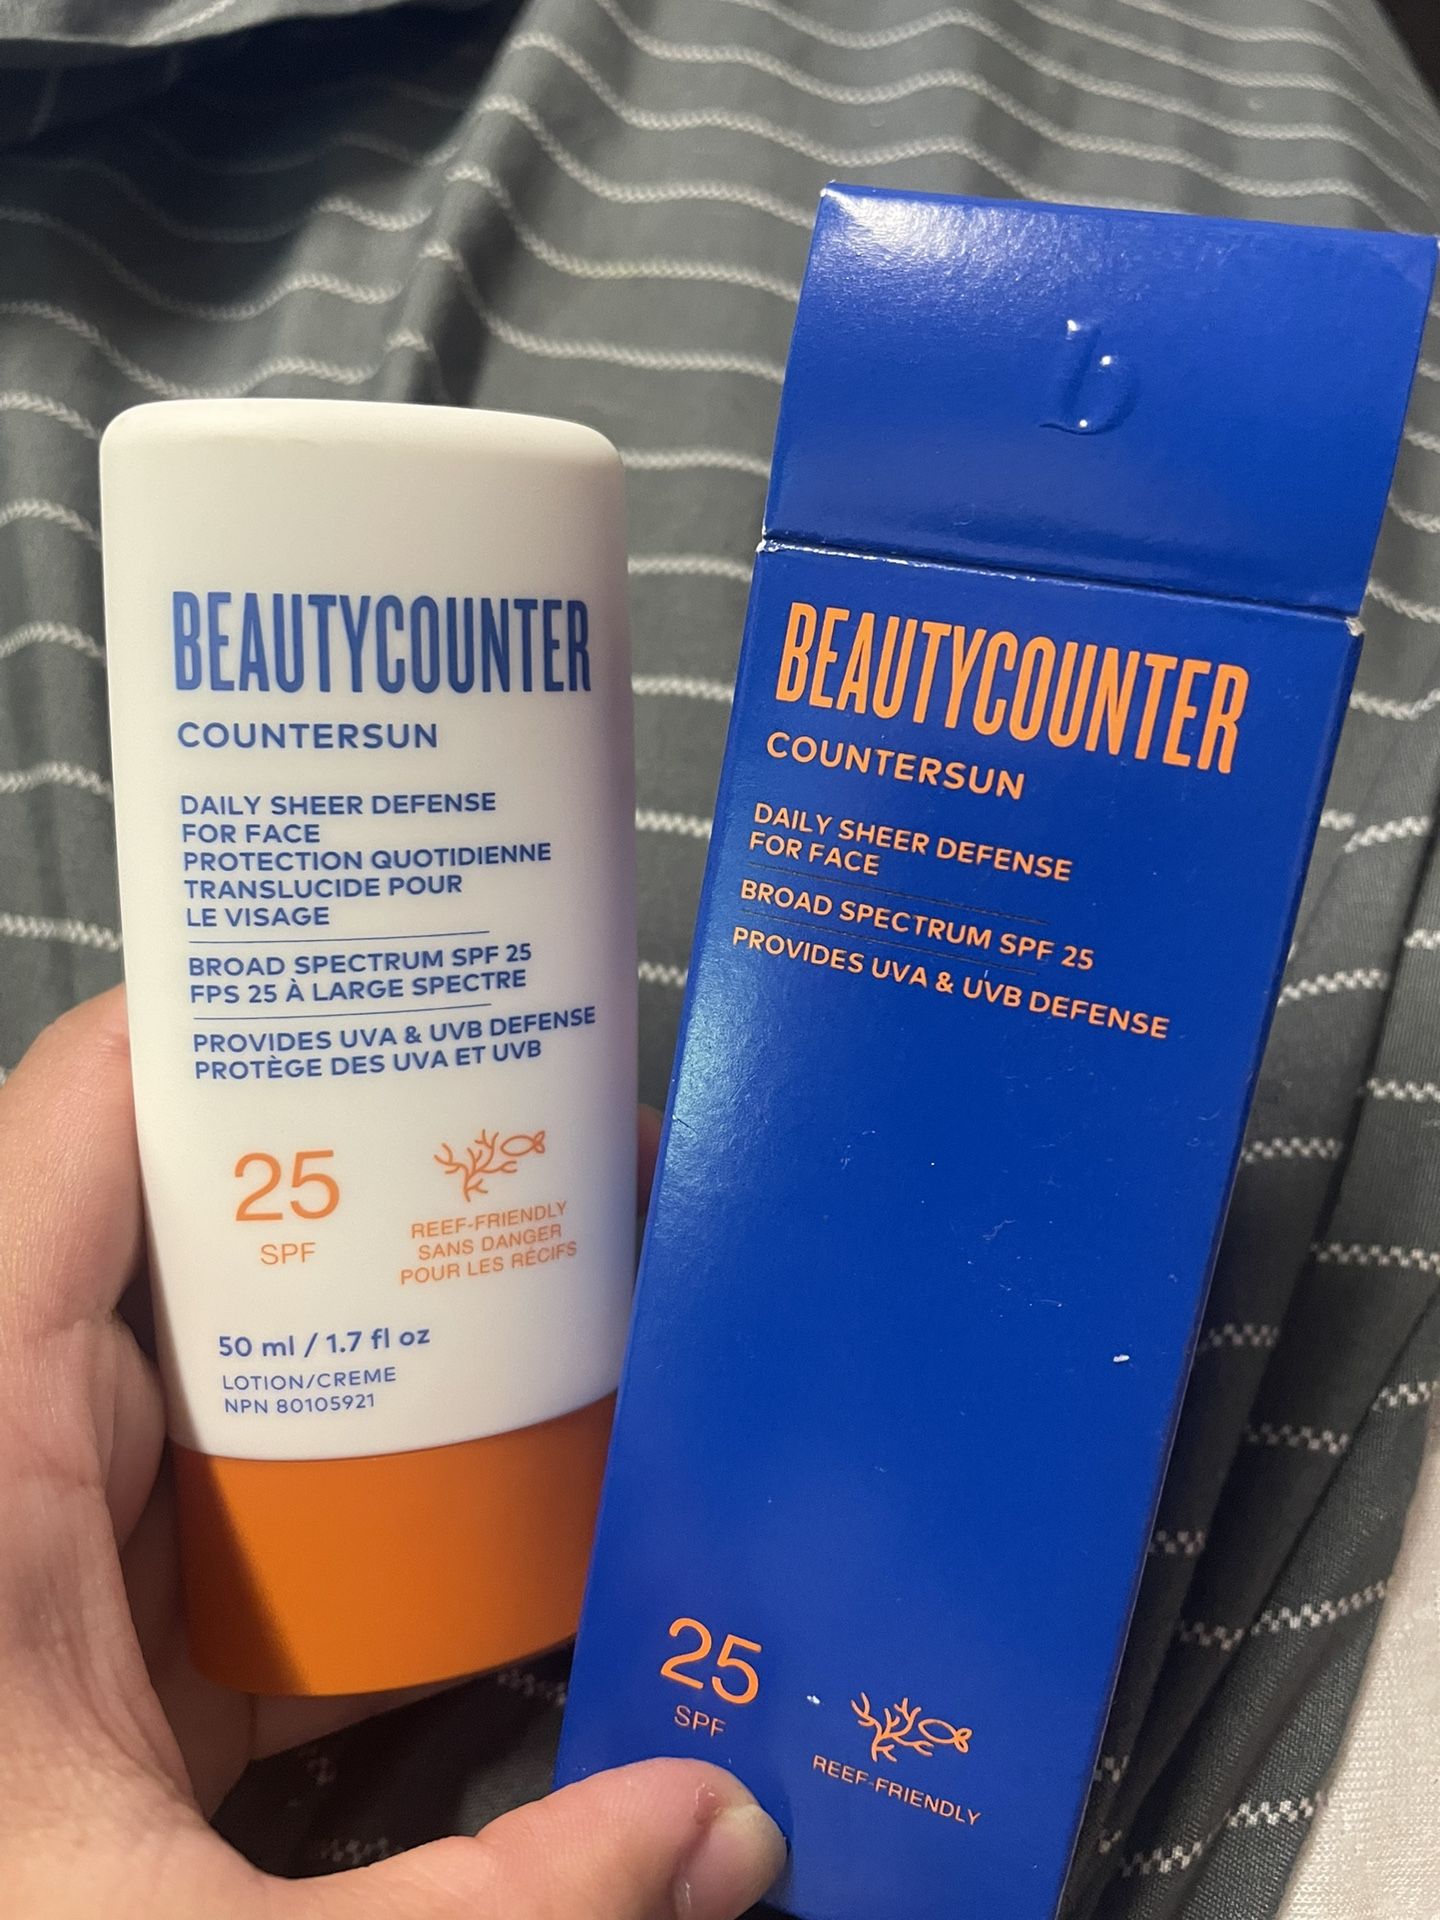 BEAUTYCOUNTER
COUNTERSUN
DAILY SHEER DEFENSE
FOR FACE
PROTECTION QUOTIDIENNE
TRANSLUCIDE POUR
LE VISAGE
BROAD SPECTRUM SPF 25
FPS 25 À LARGE SPECTRE
PROVIDES UVA & UVB DEFENSE
PROTÈGE DES UVA ET UVB
25
SPF
REEF-FRIENDLY
SANS DANGER
POUR LES RÉCIFS
50 ml / 1.7 fl oz
LOTION/CREME
NPN 80105921
b
BEAUTYCOUNTER
COUNTERSUN
DAILY SHEER DEFENSE
FOR FACE
BROAD SPECTRUM SPF 25
PROVIDES UVA & UVB DEFENSE
25
SPF
REEF-FRIENDLY